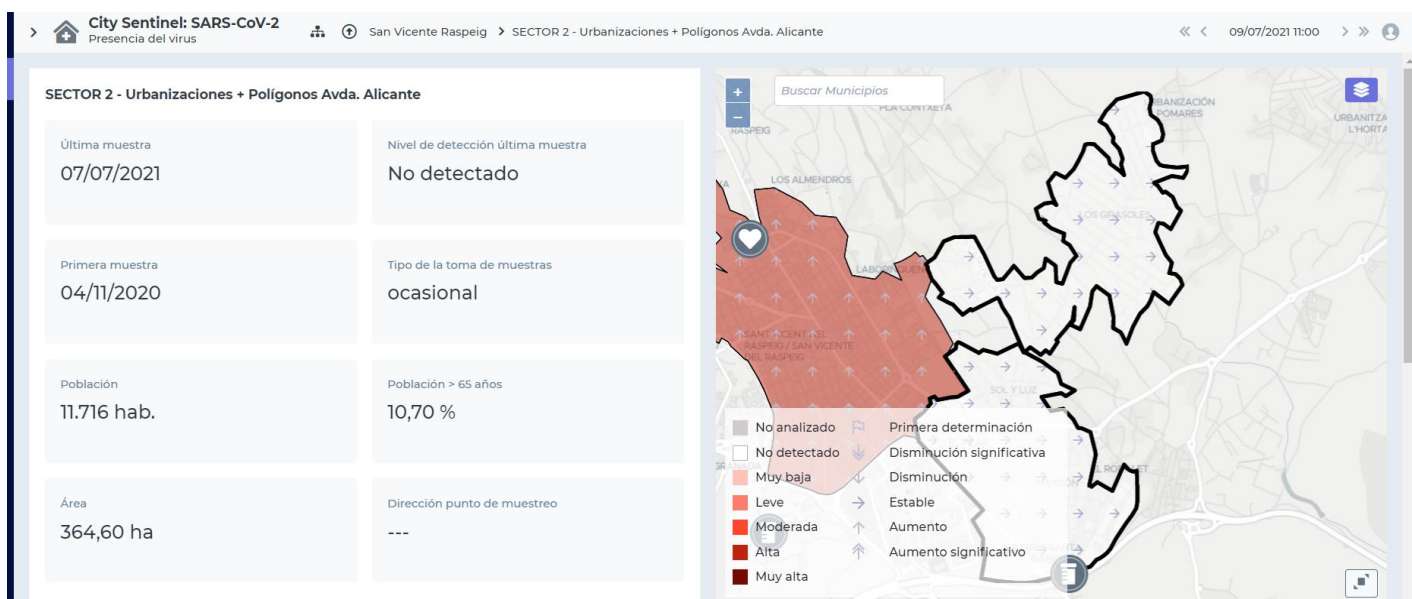 City Sentinel: SARS-CoV-2
Presencia del virus
San Vicente Raspeig > SECTOR 2 - Urbanizaciones + Polígonos Avda. Alicante
09/07/2021 11:00
SECTOR 2 - Urbanizaciones + Polígonos Avda. Alicante
Última muestra
07/07/2021
Nivel de detección última muestra
No detectado
Primera muestra
04/11/2020
Tipo de la toma de muestras
ocasional
Población
11.716 hab.
Población > 65 años
10,70 %
Área
364,60 ha
Dirección punto de muestreo
---
+
Buscar Municipios
−
PLA CONTXETA
RASPEIG
URBANIZACIÓN
POMARES
URBANITZA
L'HORTA
LOS ALMENDROS
LOS GIRASOLES
SANT VICENT DEL
RASPEIG / SAN VICENTE
DEL RASPEIG
SOL Y LUZ
No analizado
No detectado
Muy baja
Leve
Moderada
Alta
Muy alta
Primera determinación
Disminución significativa
Disminución
Estable
Aumento
Aumento significativo